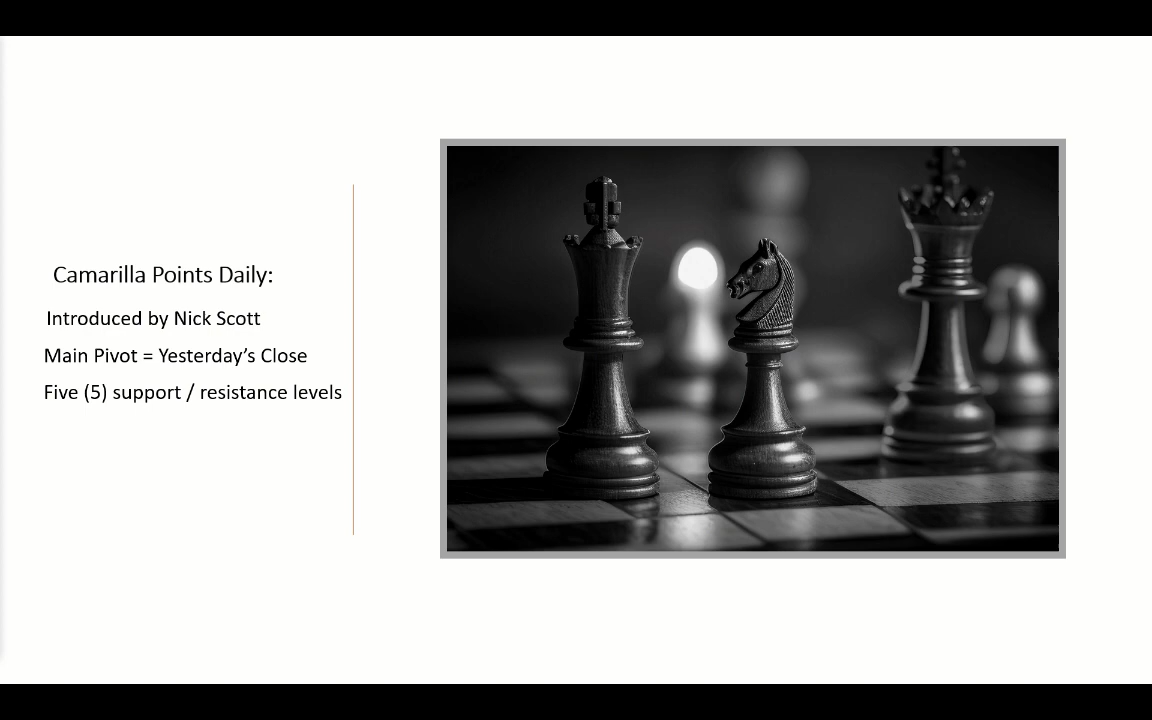 Camarilla Points Daily:
Introduced by Nick Scott
Main Pivot = Yesterday's Close
Five (5) support / resistance levels